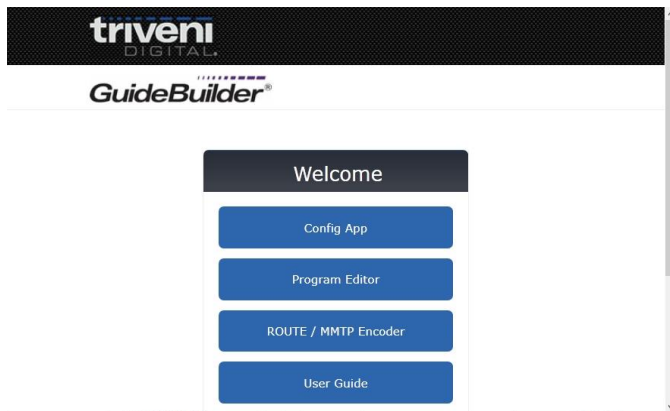 triveni
DIGITAL.
GuideBuilder®
Welcome
Config App
Program Editor
ROUTE / MMTP Encoder
User Guide